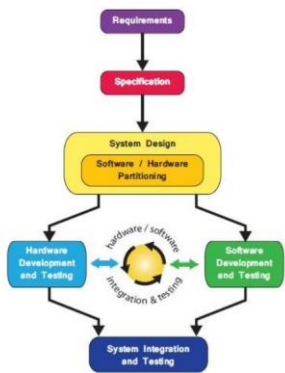 Requirements
Specification
System Design
Software / Hardware
Partitioning
Hardware
Development
and Testing
hardware / software
integration & testing
Software
Development
and Testing
System Integration
and Testing